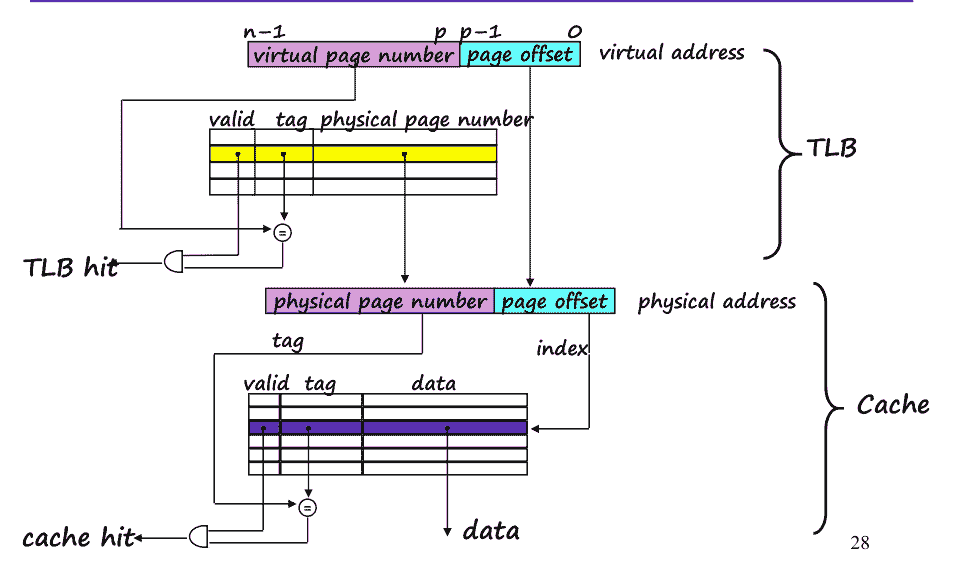 n-1 p p-1 0
virtual page number page offset virtual address
valid tag physical page number
TLB
=
TLB hit
physical page number page offset physical address
tag
index
valid tag data
Cache
=
cache hit
data
28